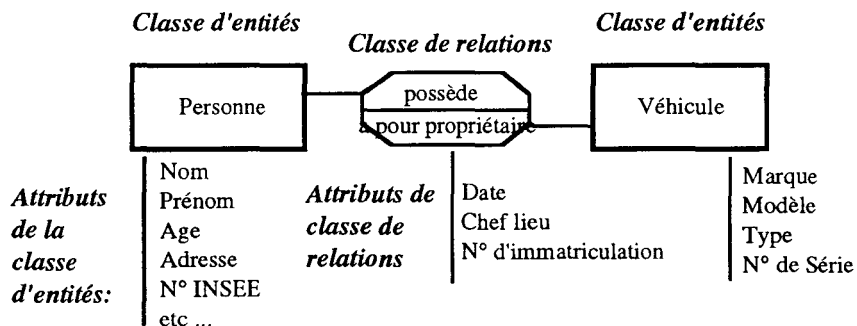 Classe d'entités
Classe de relations
Classe d'entités
Personne
possède
a pour propriétaire
Véhicule
Attributs
de la
classe
d'entités:
Nom
Prénom
Age
Adresse
N° INSEE
etc ...
Attributs de
classe de
relations
Date
Chef lieu
N° d'immatriculation
Marque
Modèle
Type
N° de Série